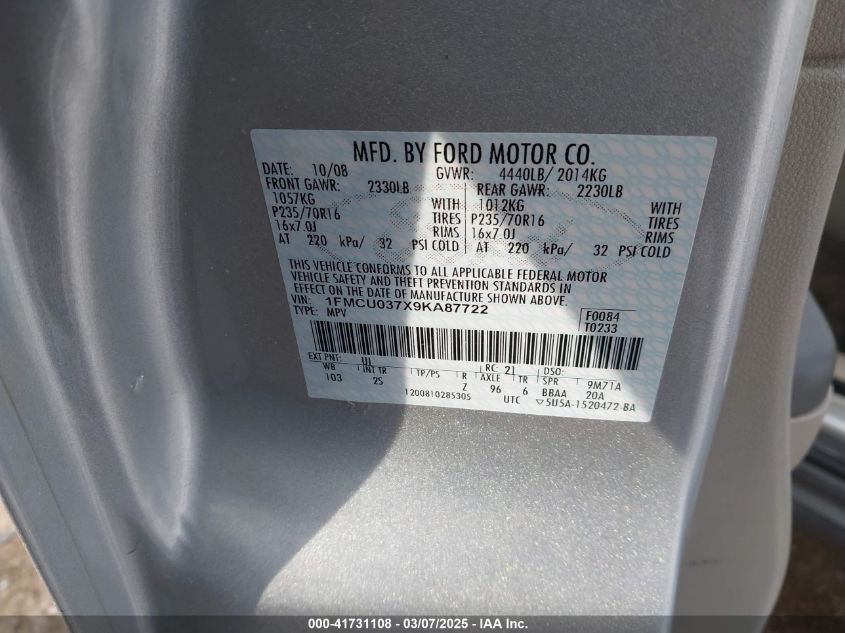 MFD. BY FORD MOTOR CO.
DATE: 10/08 GVWR: 4440LB/ 2014KG
FRONT GAWR: 2330LB REAR GAWR: 2230LB
1057KG WITH 1012KG WITH
P235/70R16 TIRES P235/70R16 TIRES
16x7.0J RIMS 16x7.0J RIMS
AT 220 kPa/ 32 PSI COLD AT 220 kPa/ 32 PSI COLD
THIS VEHICLE CONFORMS TO ALL APPLICABLE FEDERAL MOTOR
VEHICLE SAFETY AND THEFT PREVENTION STANDARDS IN
EFFECT ON THE DATE OF MANUFACTURE SHOWN ABOVE.
VIN: 1FMCU037X9KA87722 F0084
TYPE: MPV T0233
EXT PNT: UI RC: 21 DSO:
WB INT TR TP/PS R AXLE TR SPR 9M71A
103 2S Z 96 6 BBAA 20A
1200810285305 UTC ▽5U5A-1520472-BA
000-41731108 - 03/07/2025 - IAA Inc.